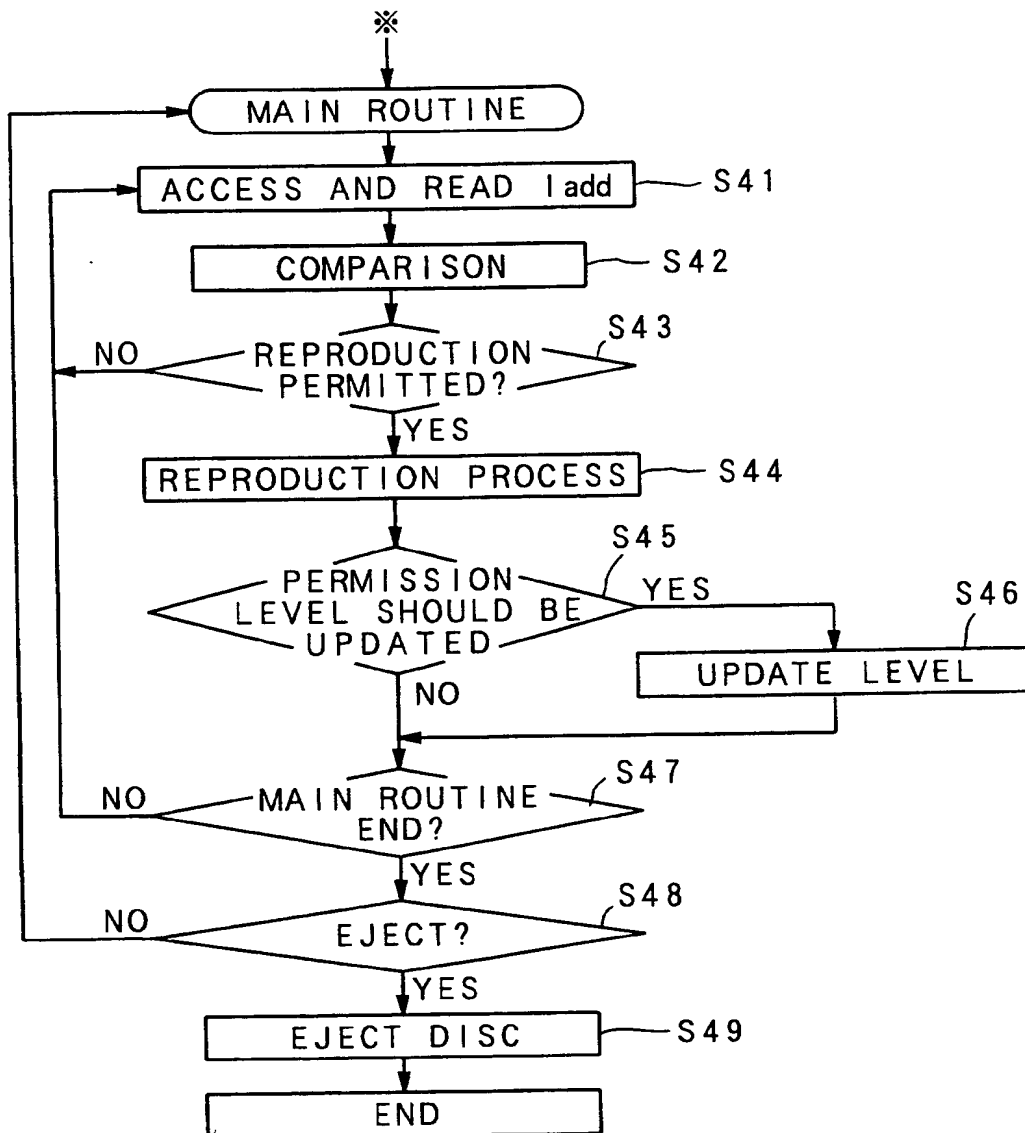 ※
MAIN ROUTINE
ACCESS AND READ Iadd
S41
COMPARISON
S42
REPRODUCTION
PERMITTED?
S43
NO
YES
REPRODUCTION PROCESS
S44
PERMISSION
LEVEL SHOULD BE
UPDATED
S45
YES
NO
UPDATE LEVEL
S46
MAIN ROUTINE
END?
S47
NO
YES
EJECT?
S48
NO
YES
EJECT DISC
S49
END